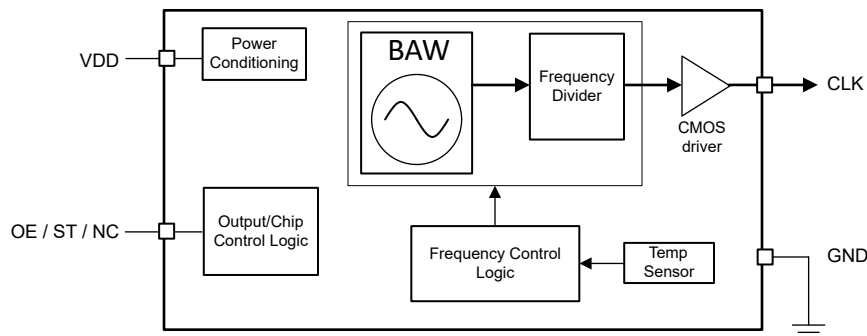 VDD
Power
Conditioning
BAW
Frequency
Divider
CMOS
driver
CLK
OE / ST / NC
Output/Chip
Control Logic
Frequency Control
Logic
Temp
Sensor
GND